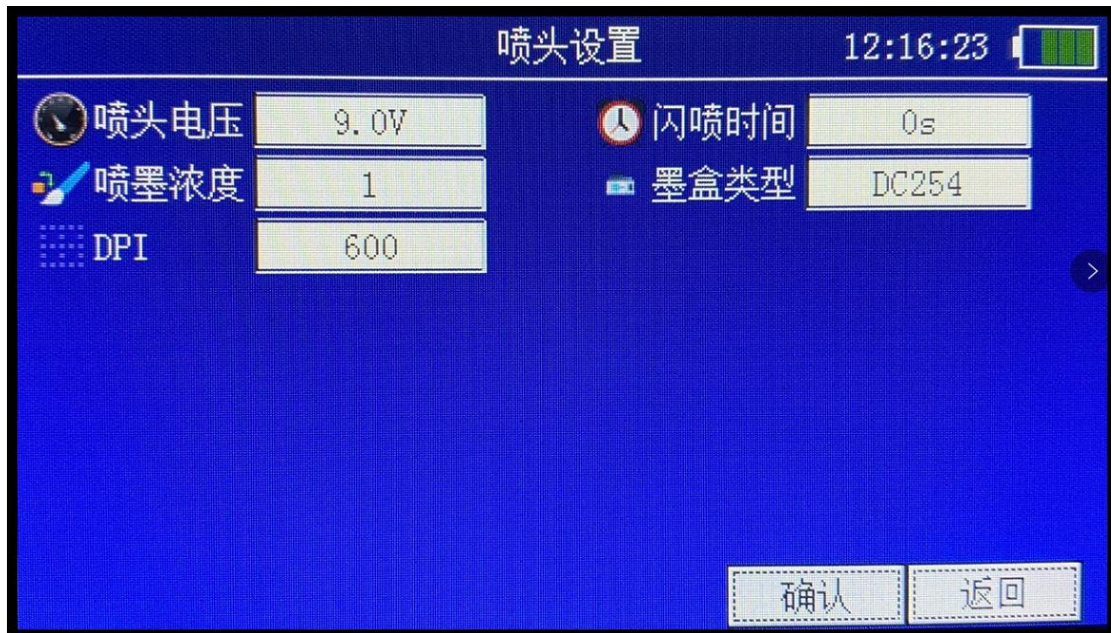 喷头设置 12:16:23
喷头电压 9.0V 闪喷时间 0s
喷墨浓度 1 墨盒类型 DC254
DPI 600
确认 返回